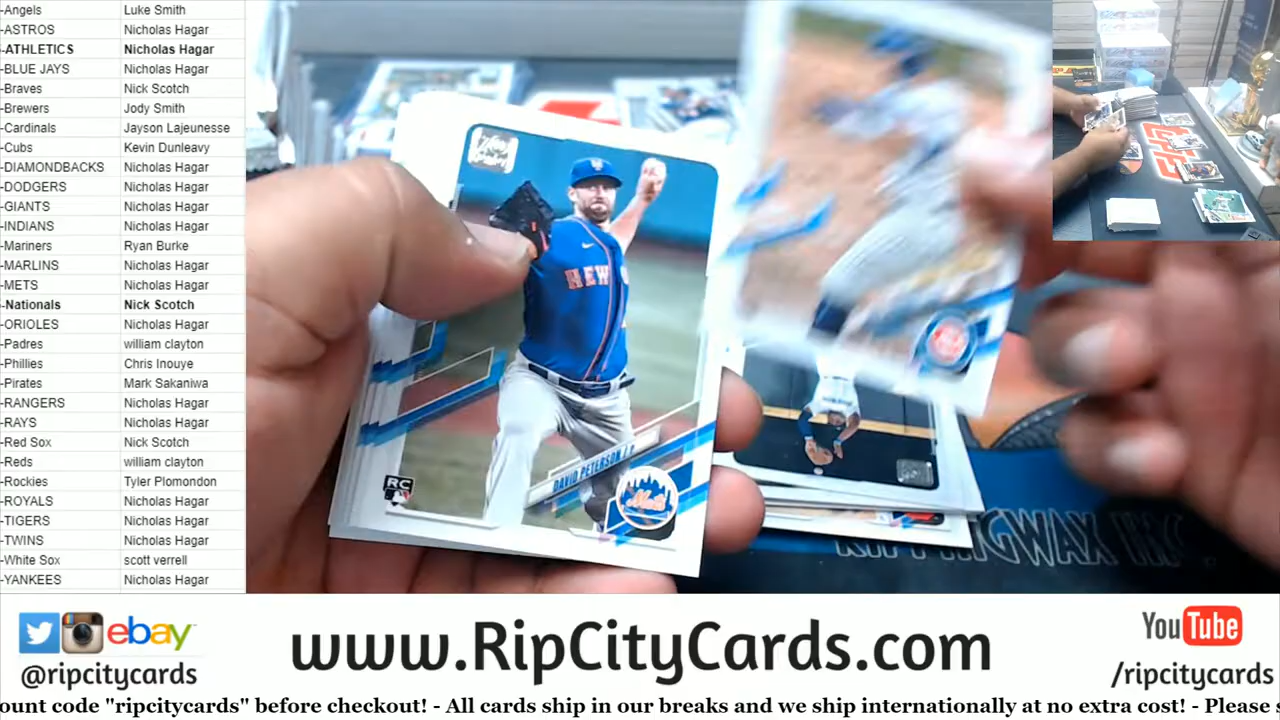 -Angels Luke Smith
-ASTROS Nicholas Hagar
-ATHLETICS Nicholas Hagar
-BLUE JAYS Nicholas Hagar
-Braves Nick Scotch
-Brewers Jody Smith
-Cardinals Jayson Lajeunesse
-Cubs Kevin Dunleavy
-DIAMONDBACKS Nicholas Hagar
-DODGERS Nicholas Hagar
-GIANTS Nicholas Hagar
-INDIANS Nicholas Hagar
-Mariners Ryan Burke
-MARLINS Nicholas Hagar
-METS Nicholas Hagar
-Nationals Nick Scotch
-ORIOLES Nicholas Hagar
-Padres william clayton
-Phillies Chris Inouye
-Pirates Mark Sakaniwa
-RANGERS Nicholas Hagar
-RAYS Nicholas Hagar
-Red Sox Nick Scotch
-Reds william clayton
-Rockies Tyler Plomondon
-ROYALS Nicholas Hagar
-TIGERS Nicholas Hagar
-TWINS Nicholas Hagar
-White Sox scott verrell
-YANKEES Nicholas Hagar
NEW
DAVID PETERSON
RC
Mets
RIPPINGWAX INC.
ebay
@ripcitycards
www.RipCityCards.com
YouTube
/ripcitycards
ount code "ripcitycards" before checkout! - All cards ship in our breaks and we ship internationally at no extra cost! - Please s